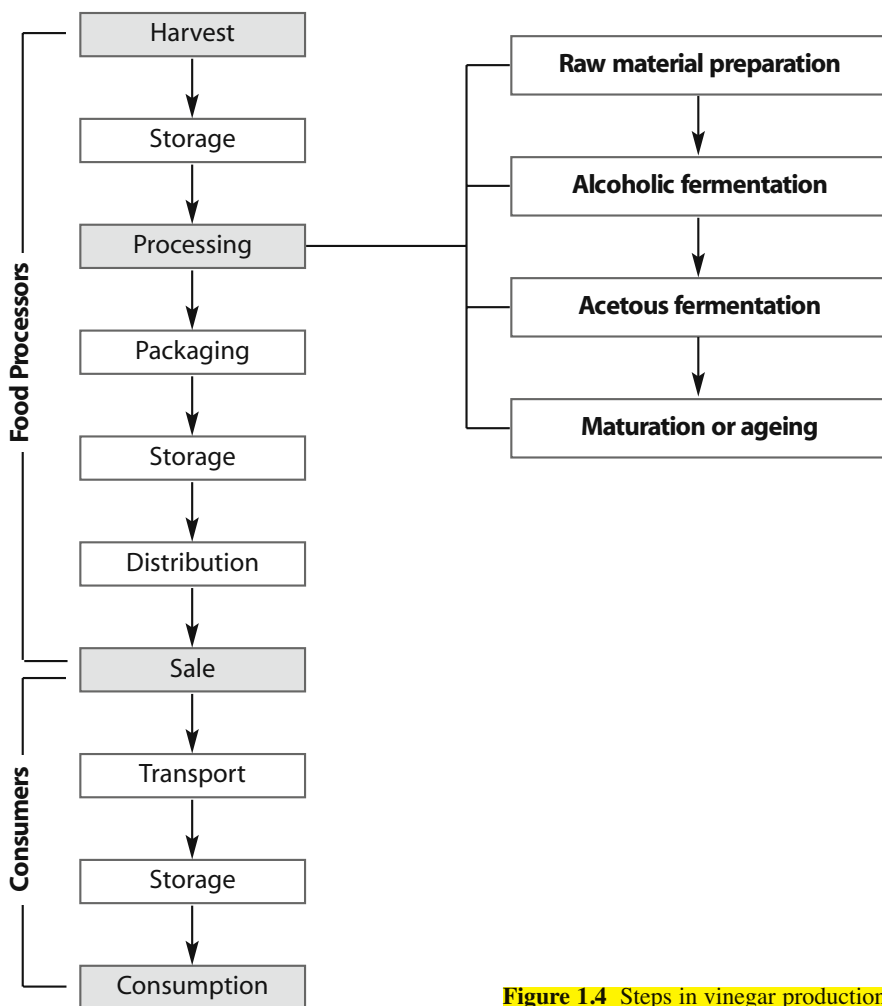 Food Processors
Consumers
Harvest
Storage
Processing
Packaging
Storage
Distribution
Sale
Transport
Storage
Consumption
Raw material preparation
Alcoholic fermentation
Acetous fermentation
Maturation or ageing
Figure 1.4 Steps in vinegar production